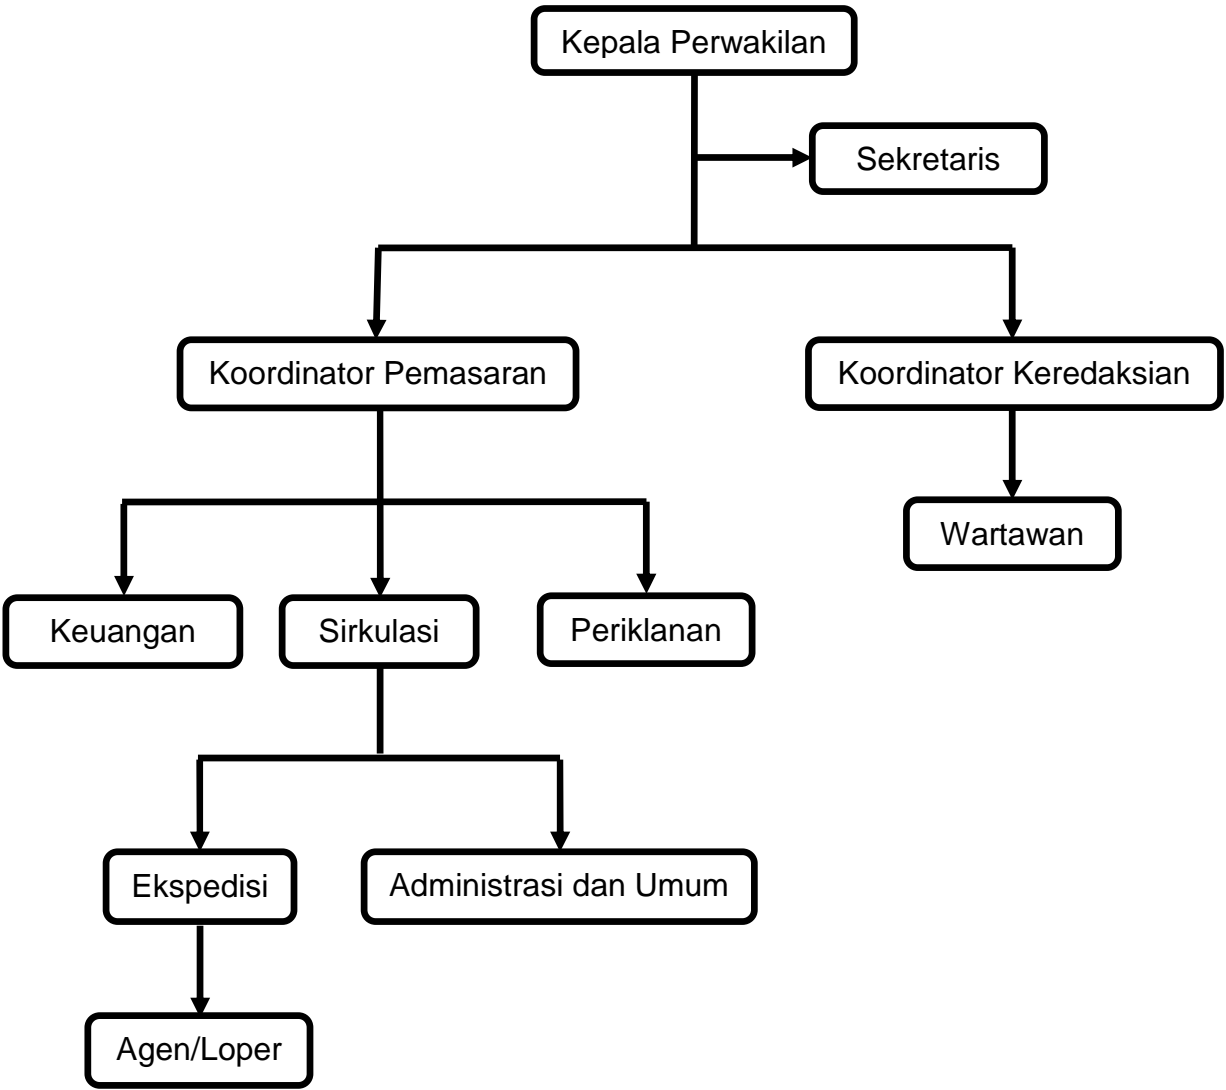 Kepala Perwakilan
Sekretaris
Koordinator Pemasaran
Koordinator Keredaksian
Wartawan
Keuangan
Sirkulasi
Periklanan
Ekspedisi
Administrasi dan Umum
Agen/Loper